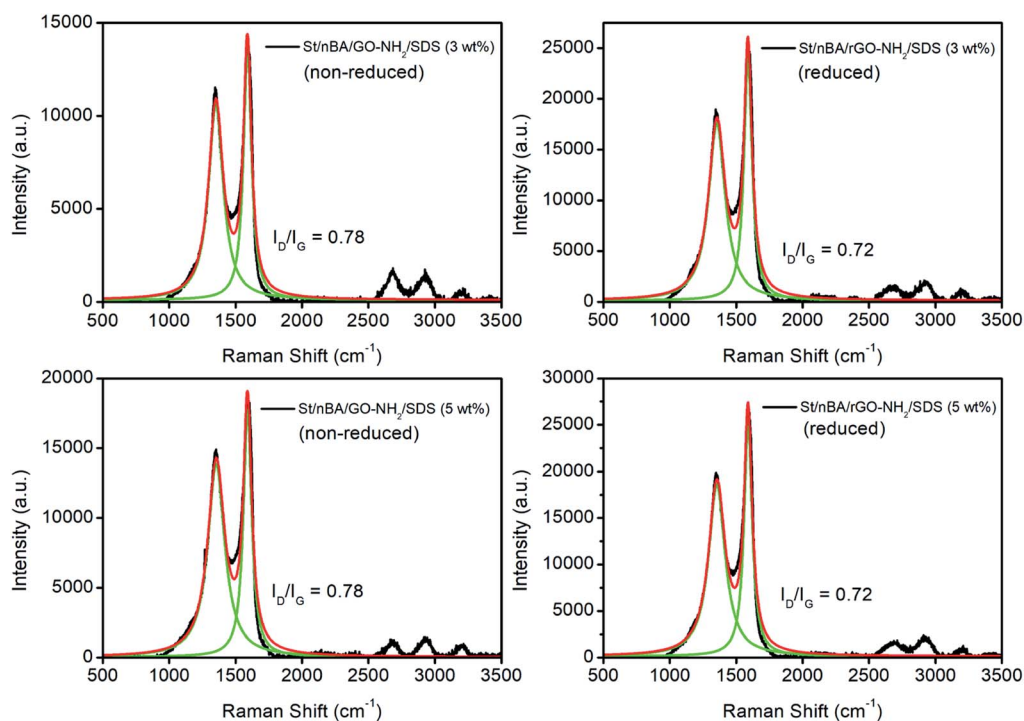 15000
10000
5000
0
Intensity (a.u.)
St/nBA/GO-NH2/SDS (3 wt%)
(non-reduced)
ID/IG = 0.78
500 1000 1500 2000 2500 3000 3500
Raman Shift (cm-1)
25000
20000
15000
10000
5000
0
Intensity (a.u.)
St/nBA/rGO-NH2/SDS (3 wt%)
(reduced)
ID/IG = 0.72
500 1000 1500 2000 2500 3000 3500
Raman Shift (cm-1)
20000
15000
10000
5000
0
Intensity (a.u.)
St/nBA/GO-NH2/SDS (5 wt%)
(non-reduced)
ID/IG = 0.78
500 1000 1500 2000 2500 3000 3500
Raman Shift (cm-1)
30000
25000
20000
15000
10000
5000
0
Intensity (a.u.)
St/nBA/rGO-NH2/SDS (5 wt%)
(reduced)
ID/IG = 0.72
500 1000 1500 2000 2500 3000 3500
Raman Shift (cm-1)